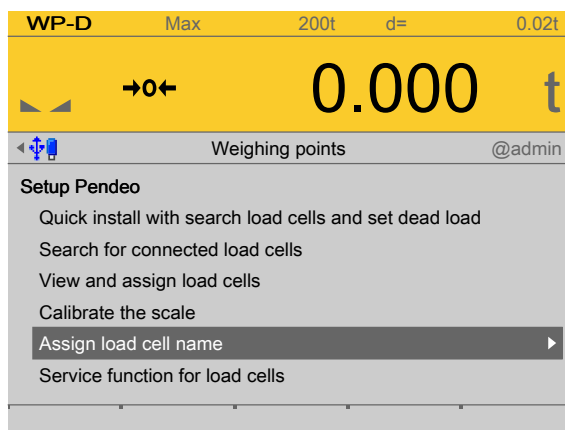 WP-D Max 200t d= 0.02t
→0← 0.000 t
Weighing points @admin
Setup Pendeo
Quick install with search load cells and set dead load
Search for connected load cells
View and assign load cells
Calibrate the scale
Assign load cell name
Service function for load cells